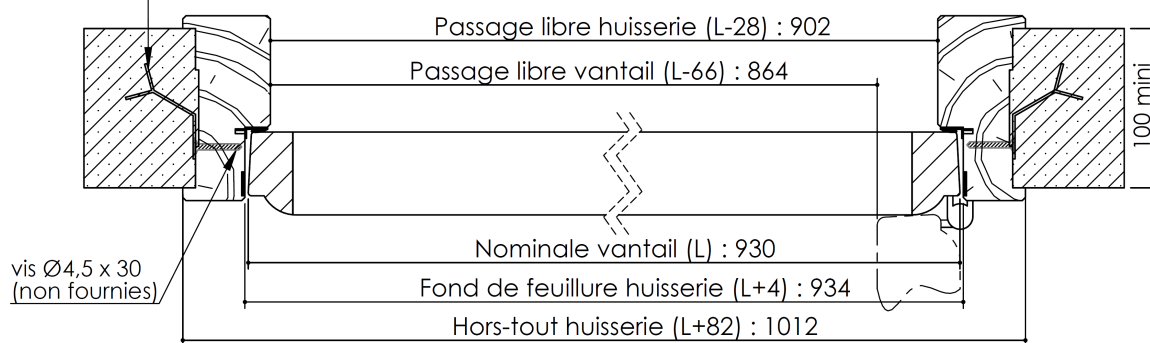 Passage libre huisserie (L-28) : 902
Passage libre vantail (L-66) : 864
100 mini
Nominale vantail (L) : 930
vis Ø4,5 x 30
(non fournies)
Fond de feuillure huisserie (L+4) : 934
Hors-tout huisserie (L+82) : 1012